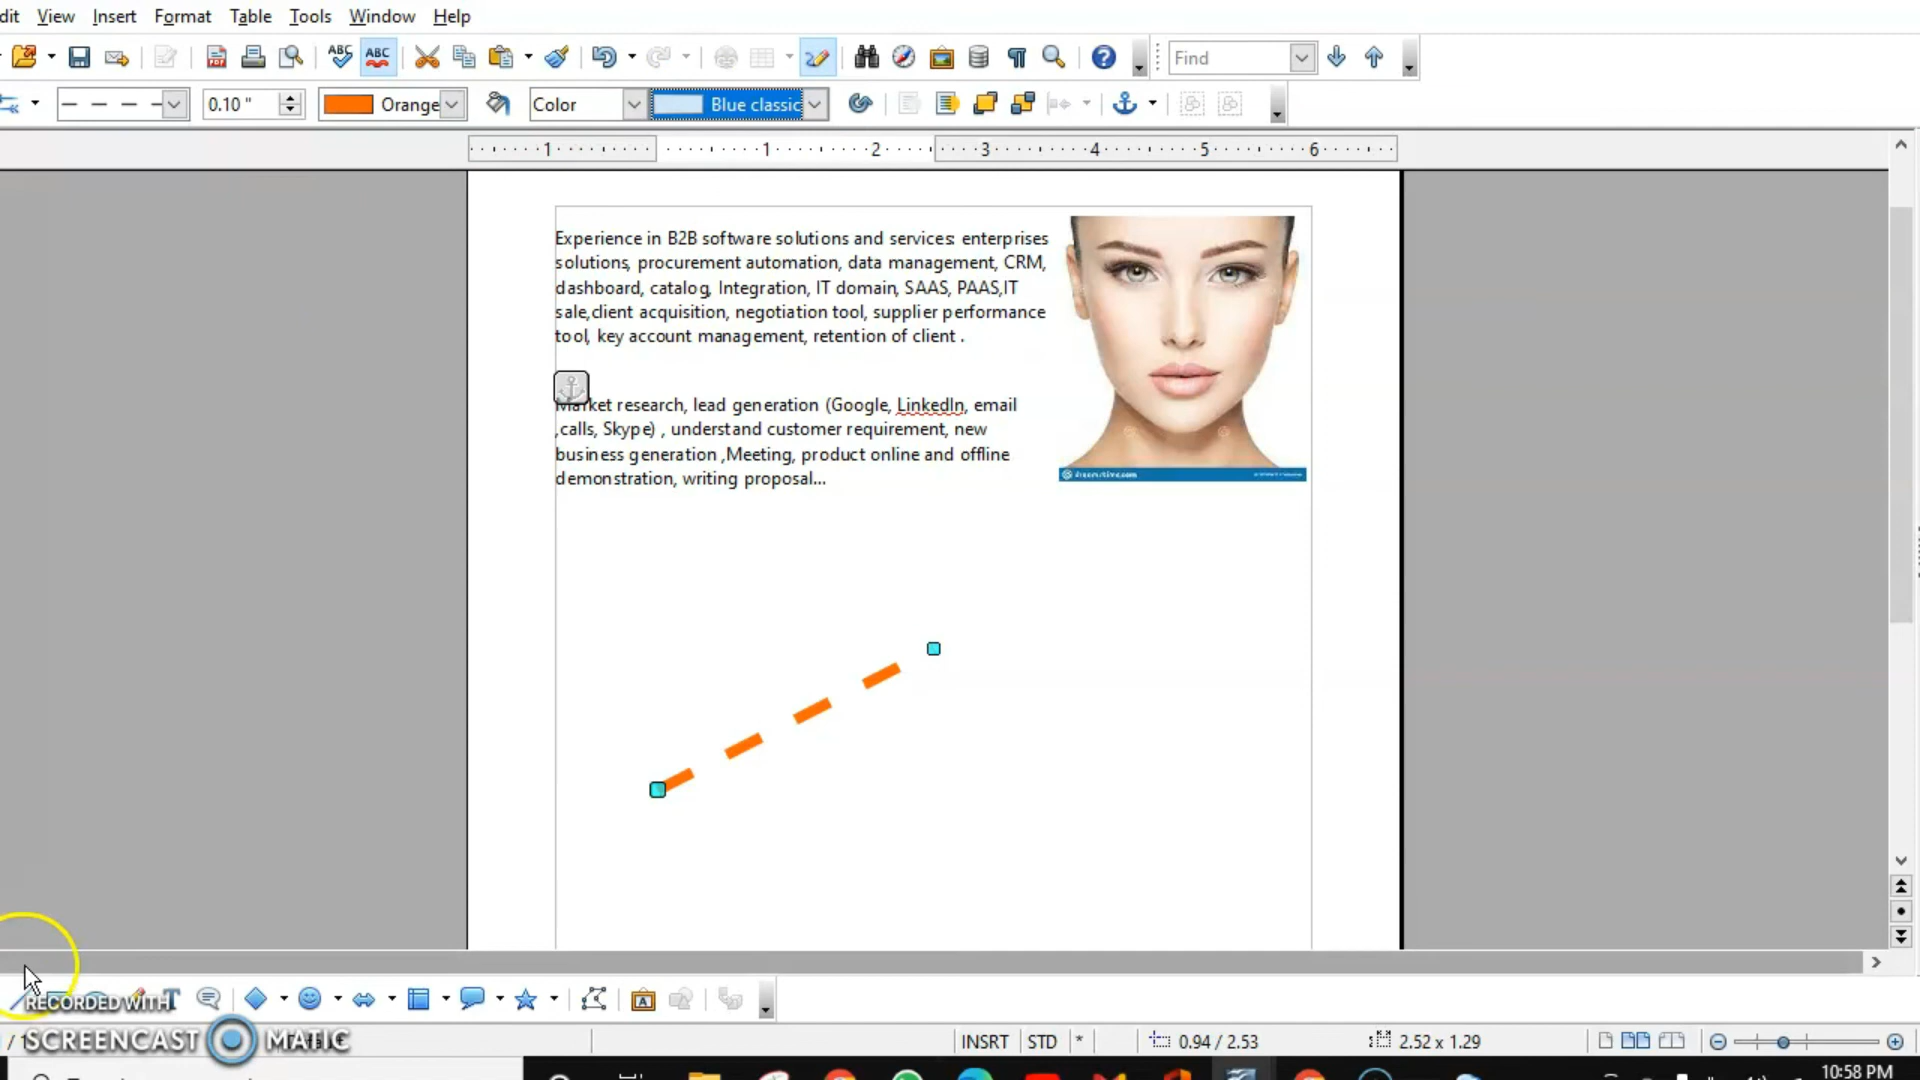 View Insert Format Table Tools Window Help
ABC ABC Find
0.10 " Orange Color Blue classic
1 1 2 3 4 5 6
Experience in B2B software solutions and services: enterprises
solutions, procurement automation, data management, CRM,
dashboard, catalog, Integration, IT domain, SAAS, PAAS,IT
sale,client acquisition, negotiation tool, supplier performance
tool, key account management, retention of client .
Market research, lead generation (Google, LinkedIn, email
,calls, Skype) , understand customer requirement, new
business generation ,Meeting, product online and offline
demonstration, writing proposal...
dreamstime.com
RECORDED WITH
SCREENCAST MATIC
INSRT STD * 0.94 / 2.53 2.52 x 1.29
10:58 PM